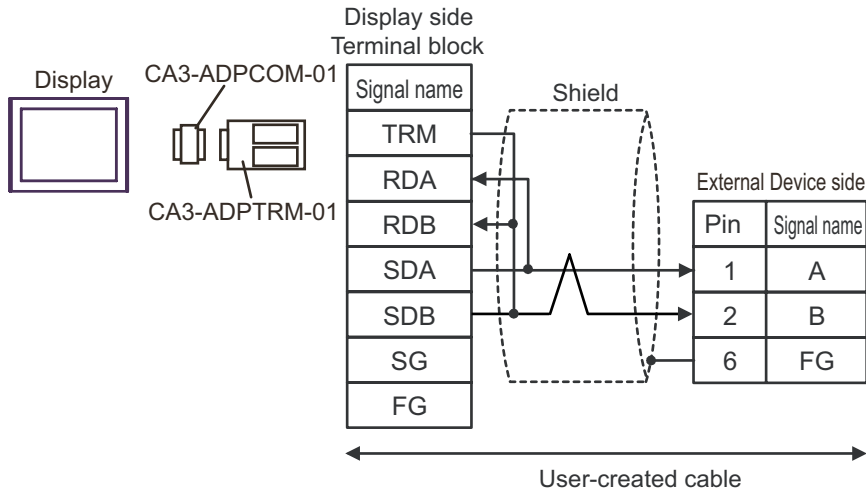 Display side
Terminal block
Display
CA3-ADPCOM-01
CA3-ADPTRM-01
Signal name
TRM
RDA
RDB
SDA
SDB
SG
FG
Shield
External Device side
Pin Signal name
1 A
2 B
6 FG
User-created cable